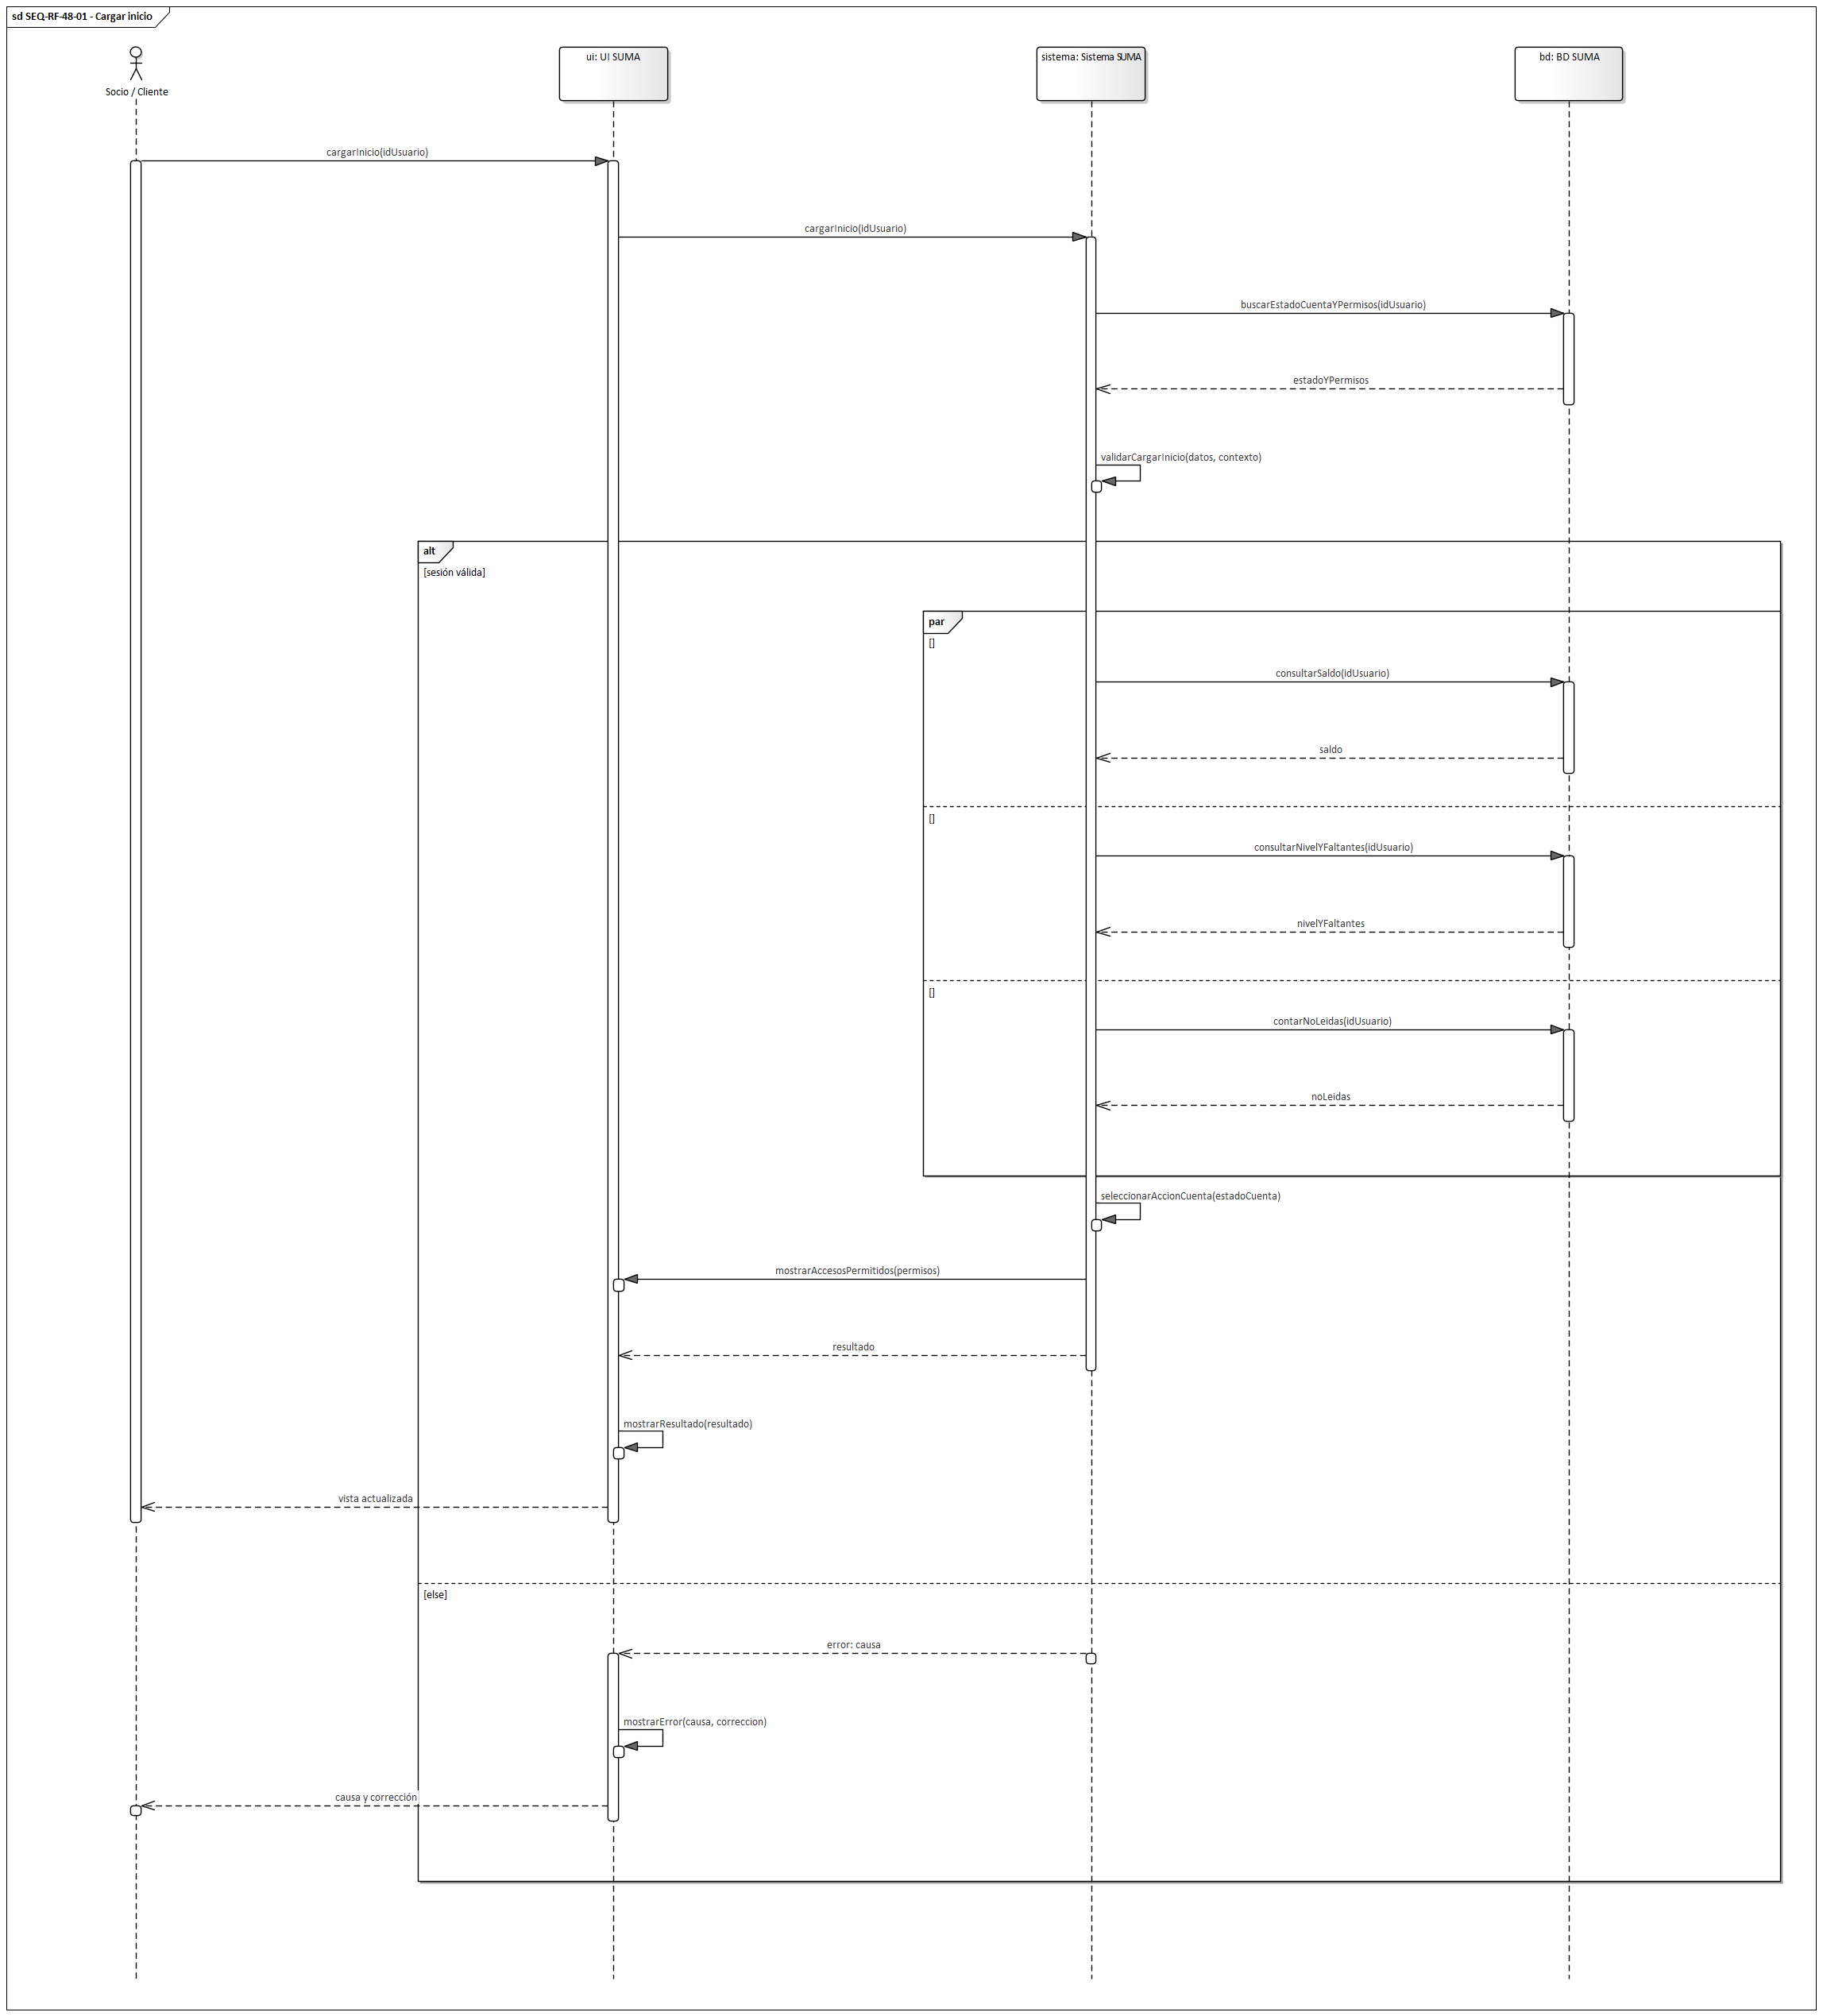 sd SEQ-RF-48-01 - Cargar inicio
Socio / Cliente
ui: UI SUMA
sistema: Sistema SUMA
bd: BD SUMA
cargarInicio(idUsuario)
cargarInicio(idUsuario)
buscarEstadoCuentaYPermisos(idUsuario)
estadoYPermisos
validarCargarInicio(datos, contexto)
alt
[sesión válida]
par
[]
consultarSaldo(idUsuario)
saldo
[]
consultarNivelYFaltantes(idUsuario)
nivelYFaltantes
[]
contarNoLeidas(idUsuario)
noLeidas
seleccionarAccionCuenta(estadoCuenta)
mostrarAccesosPermitidos(permisos)
resultado
mostrarResultado(resultado)
vista actualizada
[else]
error: causa
mostrarError(causa, correccion)
causa y corrección